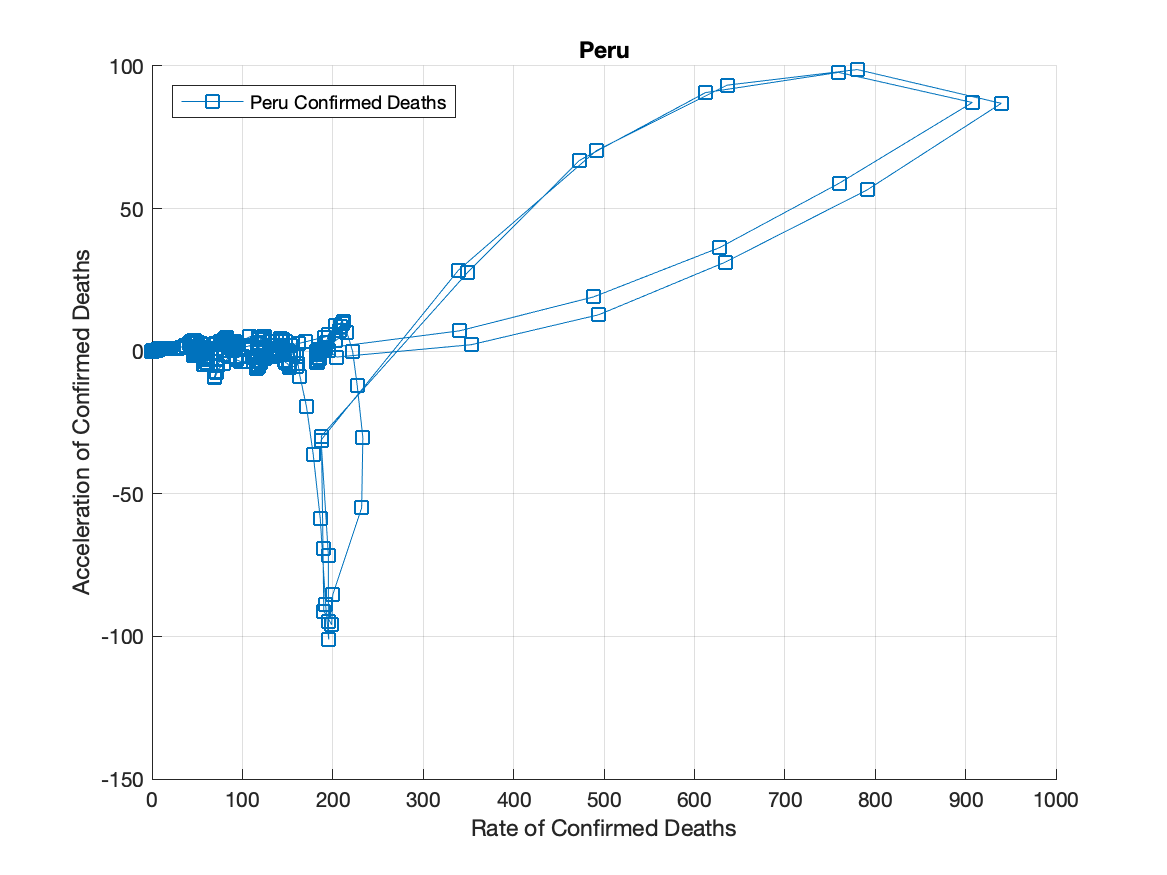 Peru
Peru Confirmed Deaths
100
50
0
-50
-100
-150
0 100 200 300 400 500 600 700 800 900 1000
Rate of Confirmed Deaths
Acceleration of Confirmed Deaths